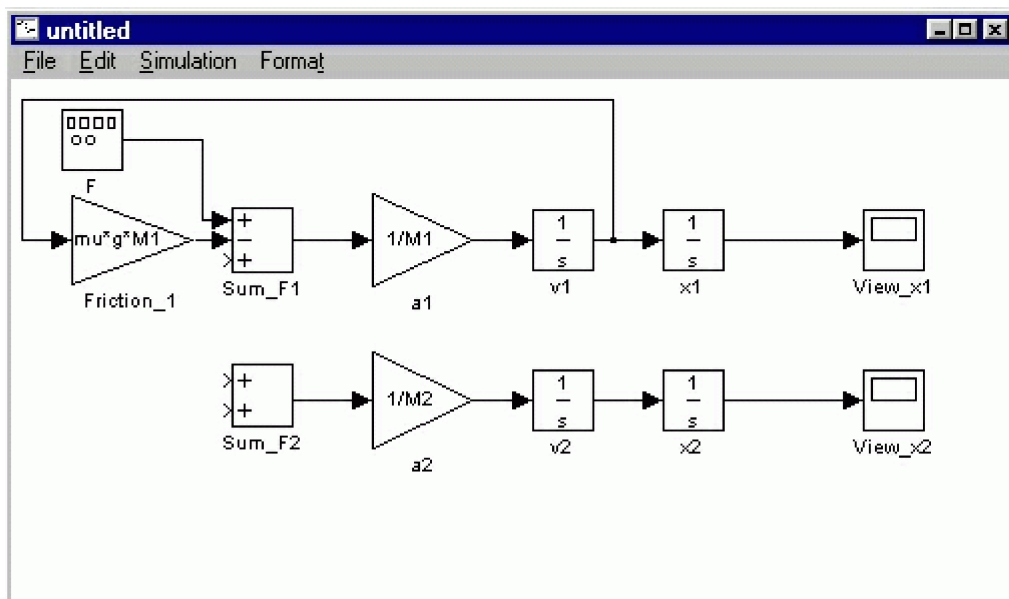 untitled
File Edit Simulation Format
F
mu*g*M1
Friction_1
+
−
+
Sum_F1
1/M1
a1
1
s
v1
1
s
x1
View_x1
+
+
Sum_F2
1/M2
a2
1
s
v2
1
s
x2
View_x2